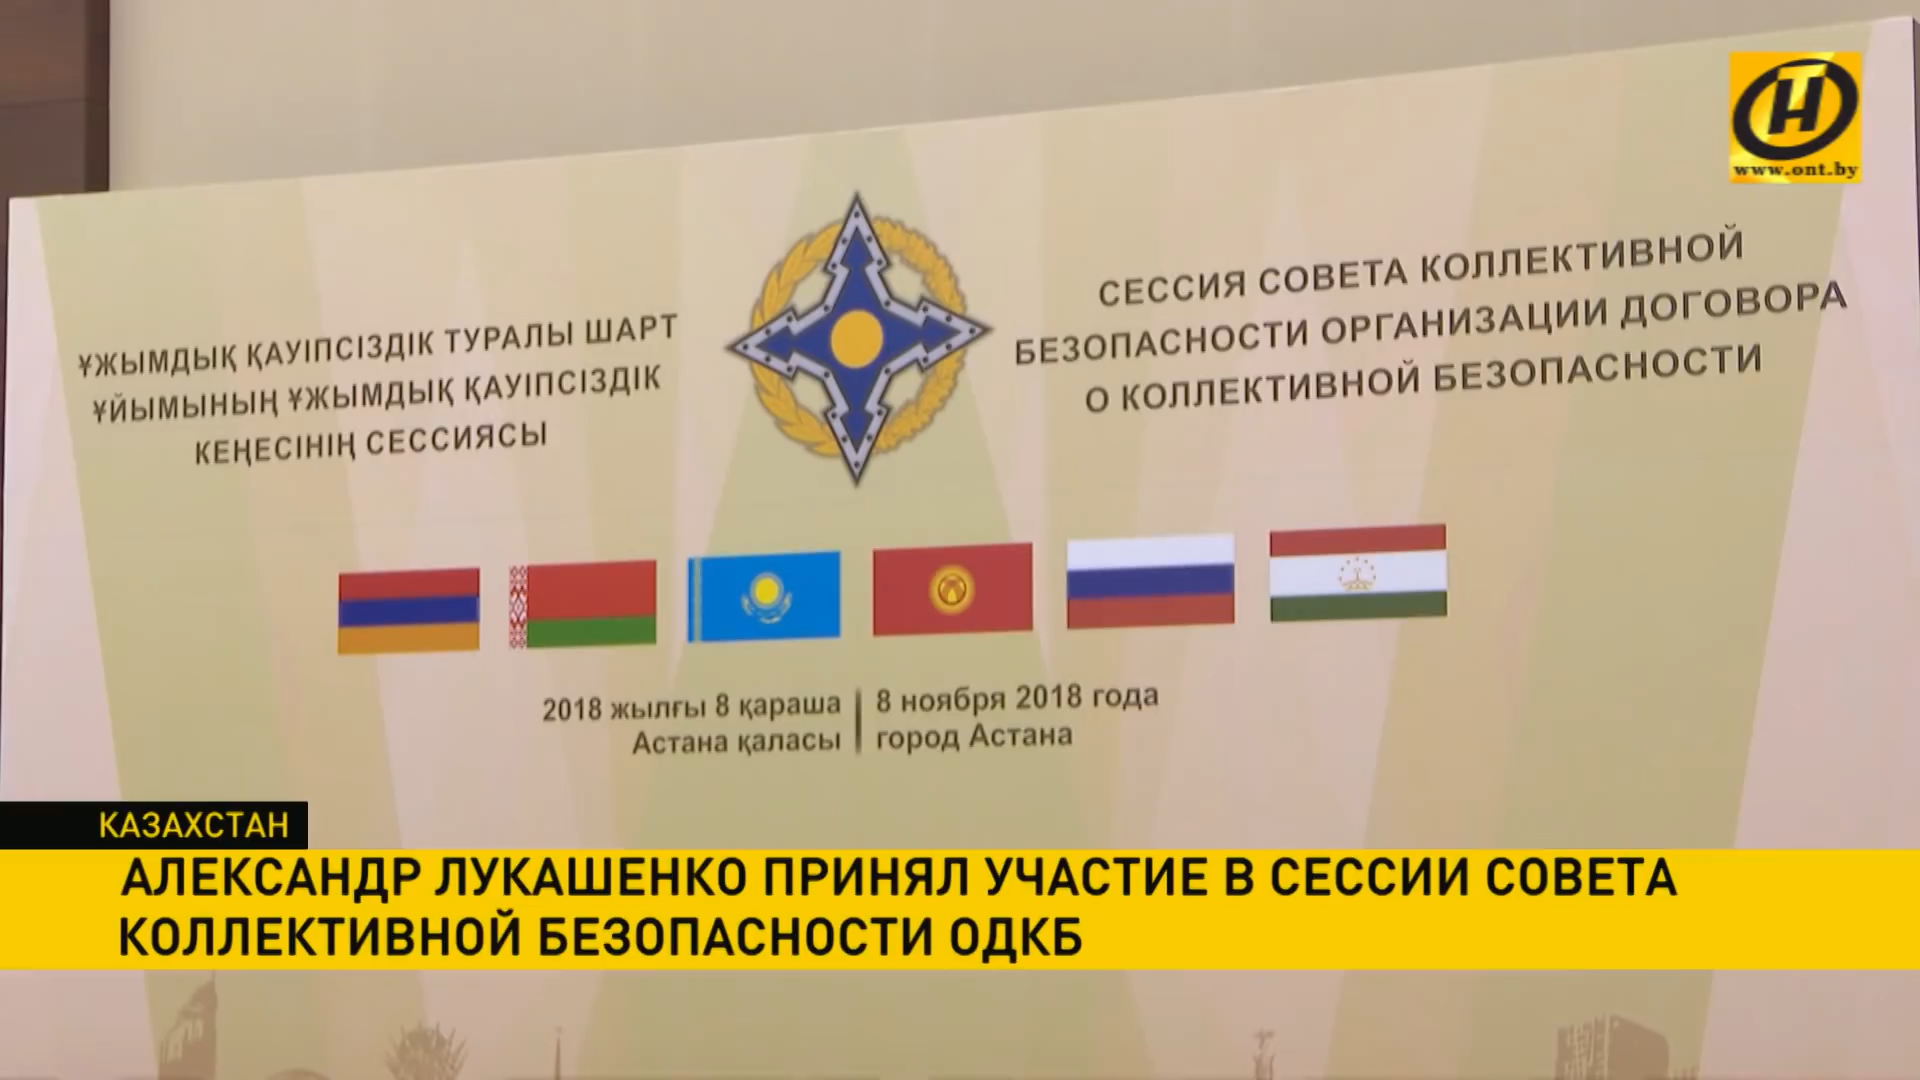 ОНТ
www.ont.by
ҰЖЫМДЫҚ ҚАУІПСІЗДІК ТУРАЛЫ ШАРТ
ҰЙЫМЫНЫҢ ҰЖЫМДЫҚ ҚАУІПСІЗДІК
КЕҢЕСІНІҢ СЕССИЯСЫ
СЕССИЯ СОВЕТА КОЛЛЕКТИВНОЙ
БЕЗОПАСНОСТИ ОРГАНИЗАЦИИ ДОГОВОРА
О КОЛЛЕКТИВНОЙ БЕЗОПАСНОСТИ
2018 жылғы 8 қараша
Астана қаласы
8 ноября 2018 года
город Астана
КАЗАХСТАН
АЛЕКСАНДР ЛУКАШЕНКО ПРИНЯЛ УЧАСТИЕ В СЕССИИ СОВЕТА
КОЛЛЕКТИВНОЙ БЕЗОПАСНОСТИ ОДКБ